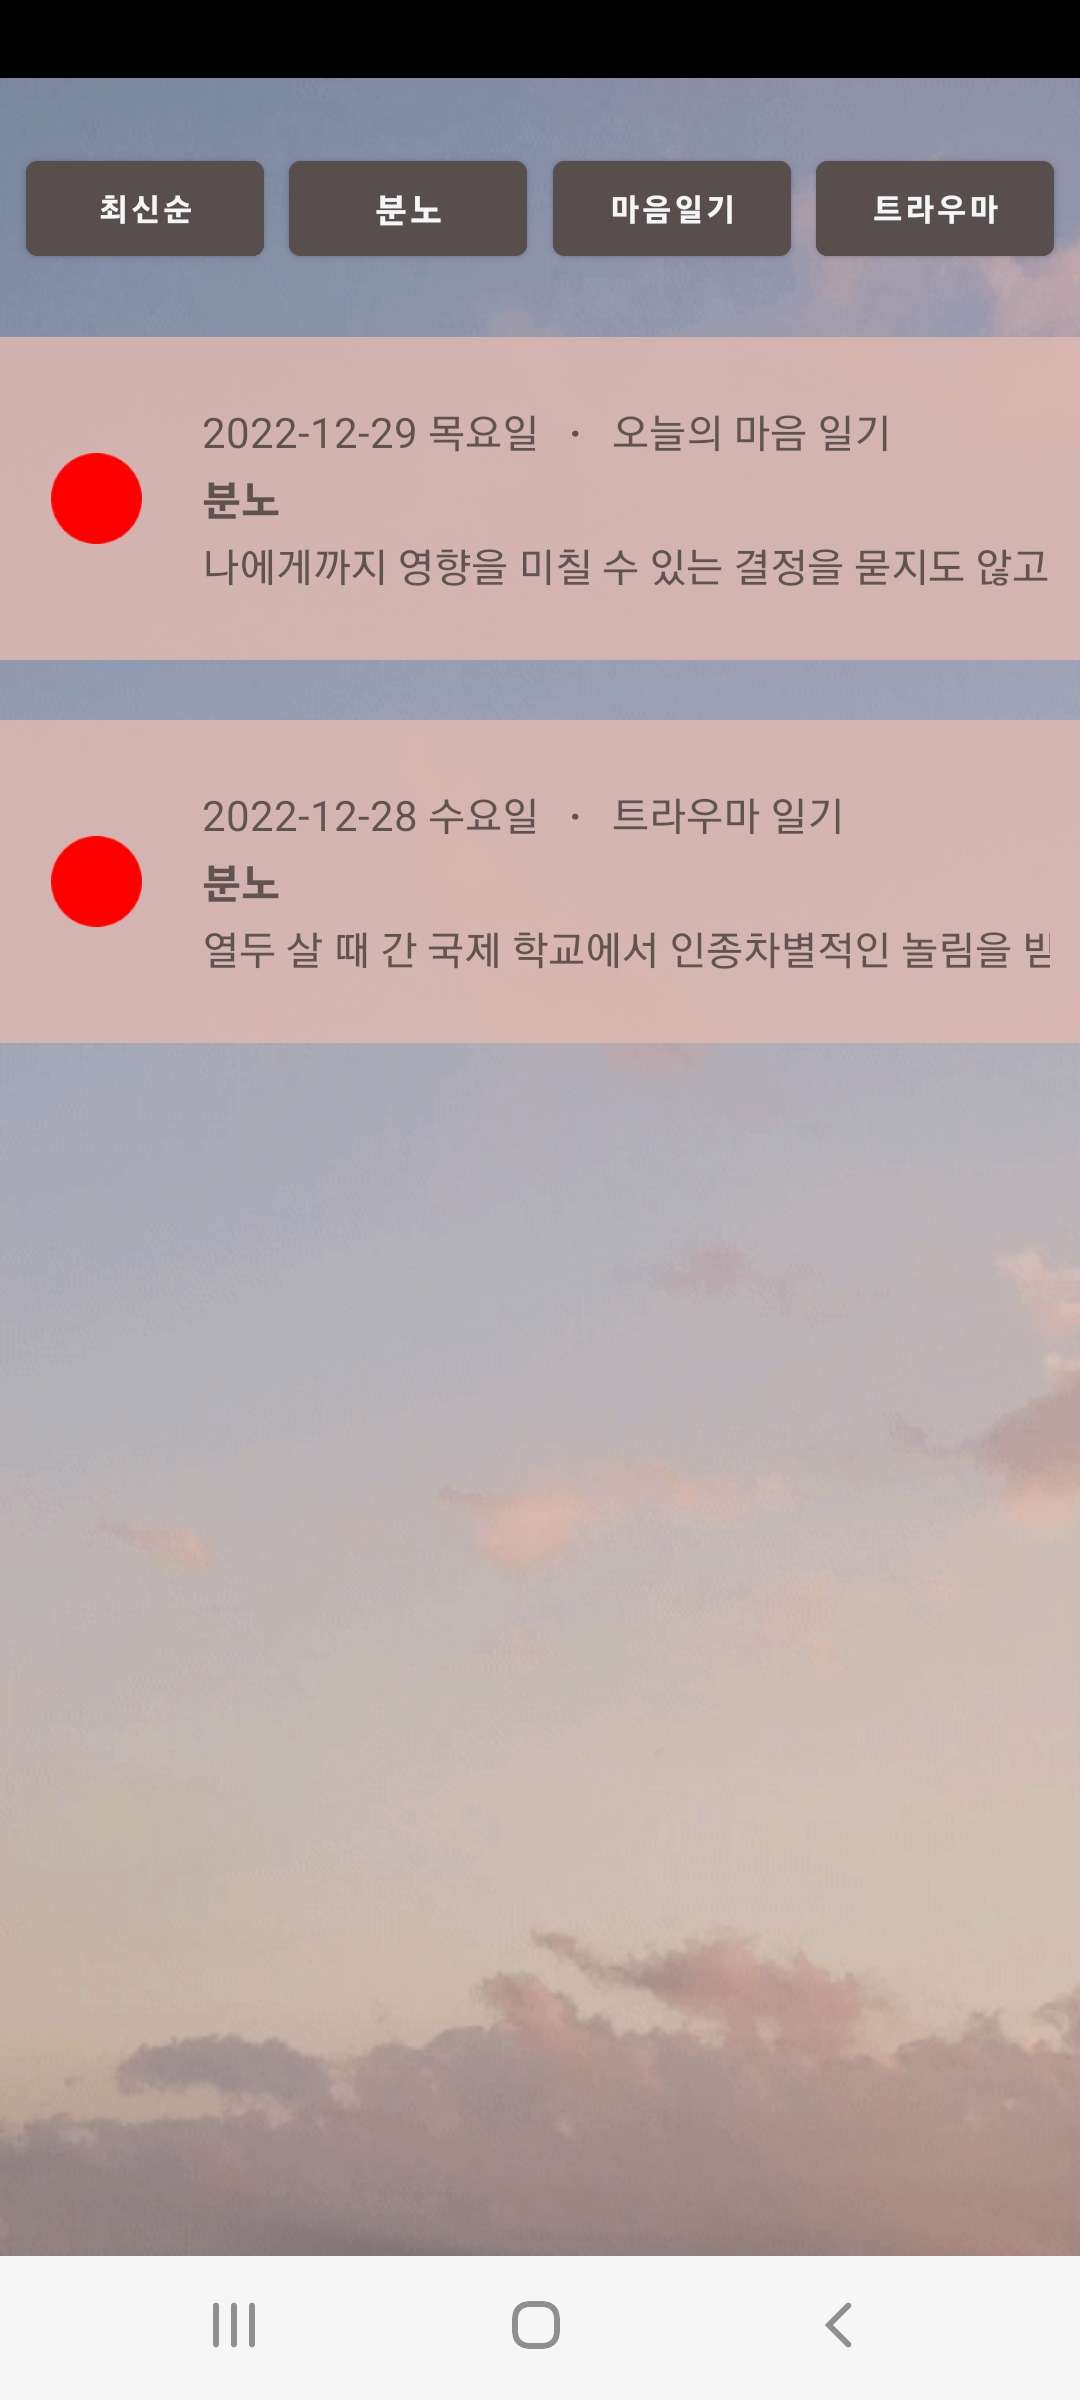 최신순 분노 마음일기 트라우마
2022-12-29 목요일 · 오늘의 마음 일기
분노
나에게까지 영향을 미칠 수 있는 결정을 묻지도 않고
2022-12-28 수요일 · 트라우마 일기
분노
열두 살 때 간 국제 학교에서 인종차별적인 놀림을